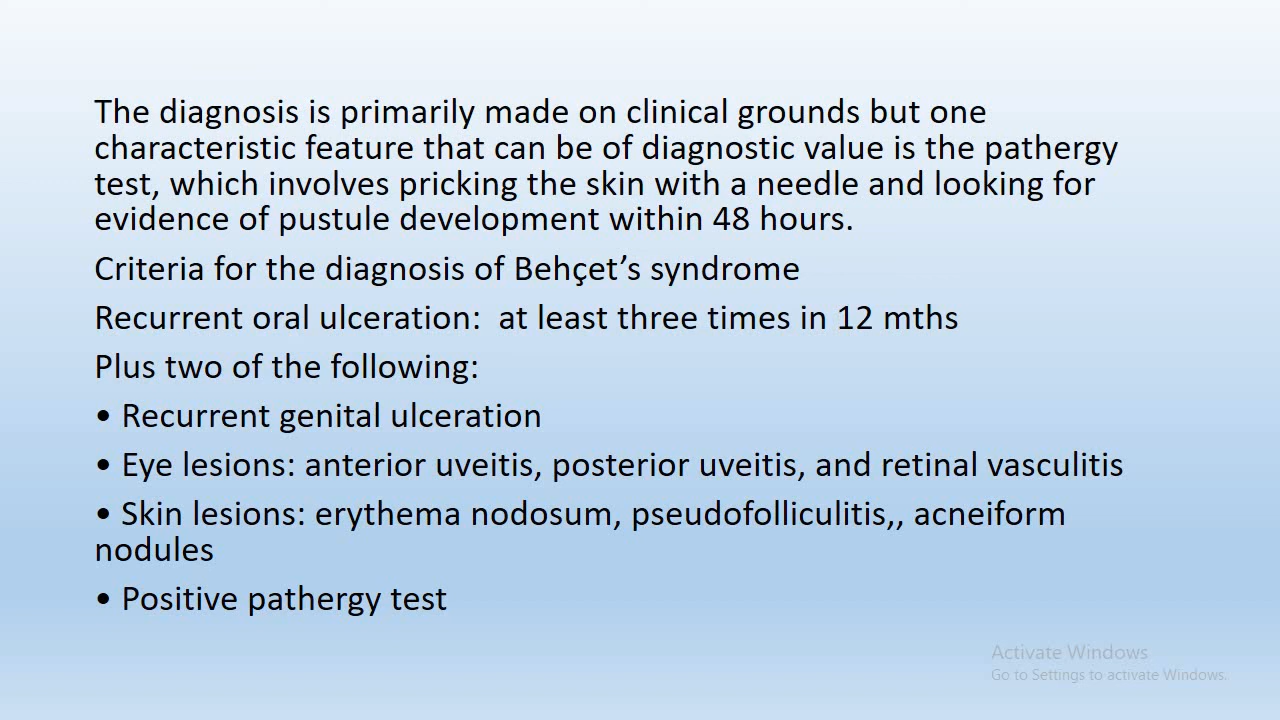 The diagnosis is primarily made on clinical grounds but one
characteristic feature that can be of diagnostic value is the pathergy
test, which involves pricking the skin with a needle and looking for
evidence of pustule development within 48 hours.
Criteria for the diagnosis of Behçet’s syndrome
Recurrent oral ulceration:  at least three times in 12 mths
Plus two of the following:
• Recurrent genital ulceration
• Eye lesions: anterior uveitis, posterior uveitis, and retinal vasculitis
• Skin lesions: erythema nodosum, pseudofolliculitis,, acneiform
nodules
• Positive pathergy test
Activate Windows
Go to Settings to activate Windows.